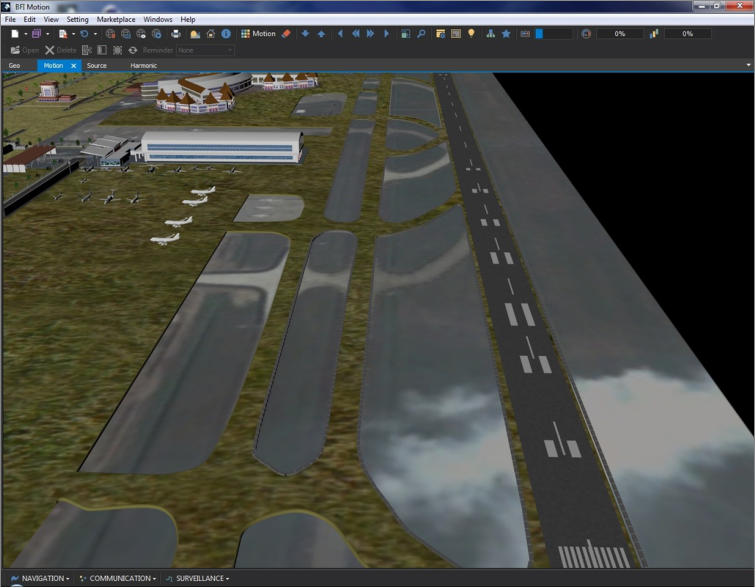 BFI Motion
File Edit View Setting Marketplace Windows Help
Motion 0% 0%
Open Delete Reminder None
Geo Motion Source Harmonic
NAVIGATION COMMUNICATION SURVEILLANCE